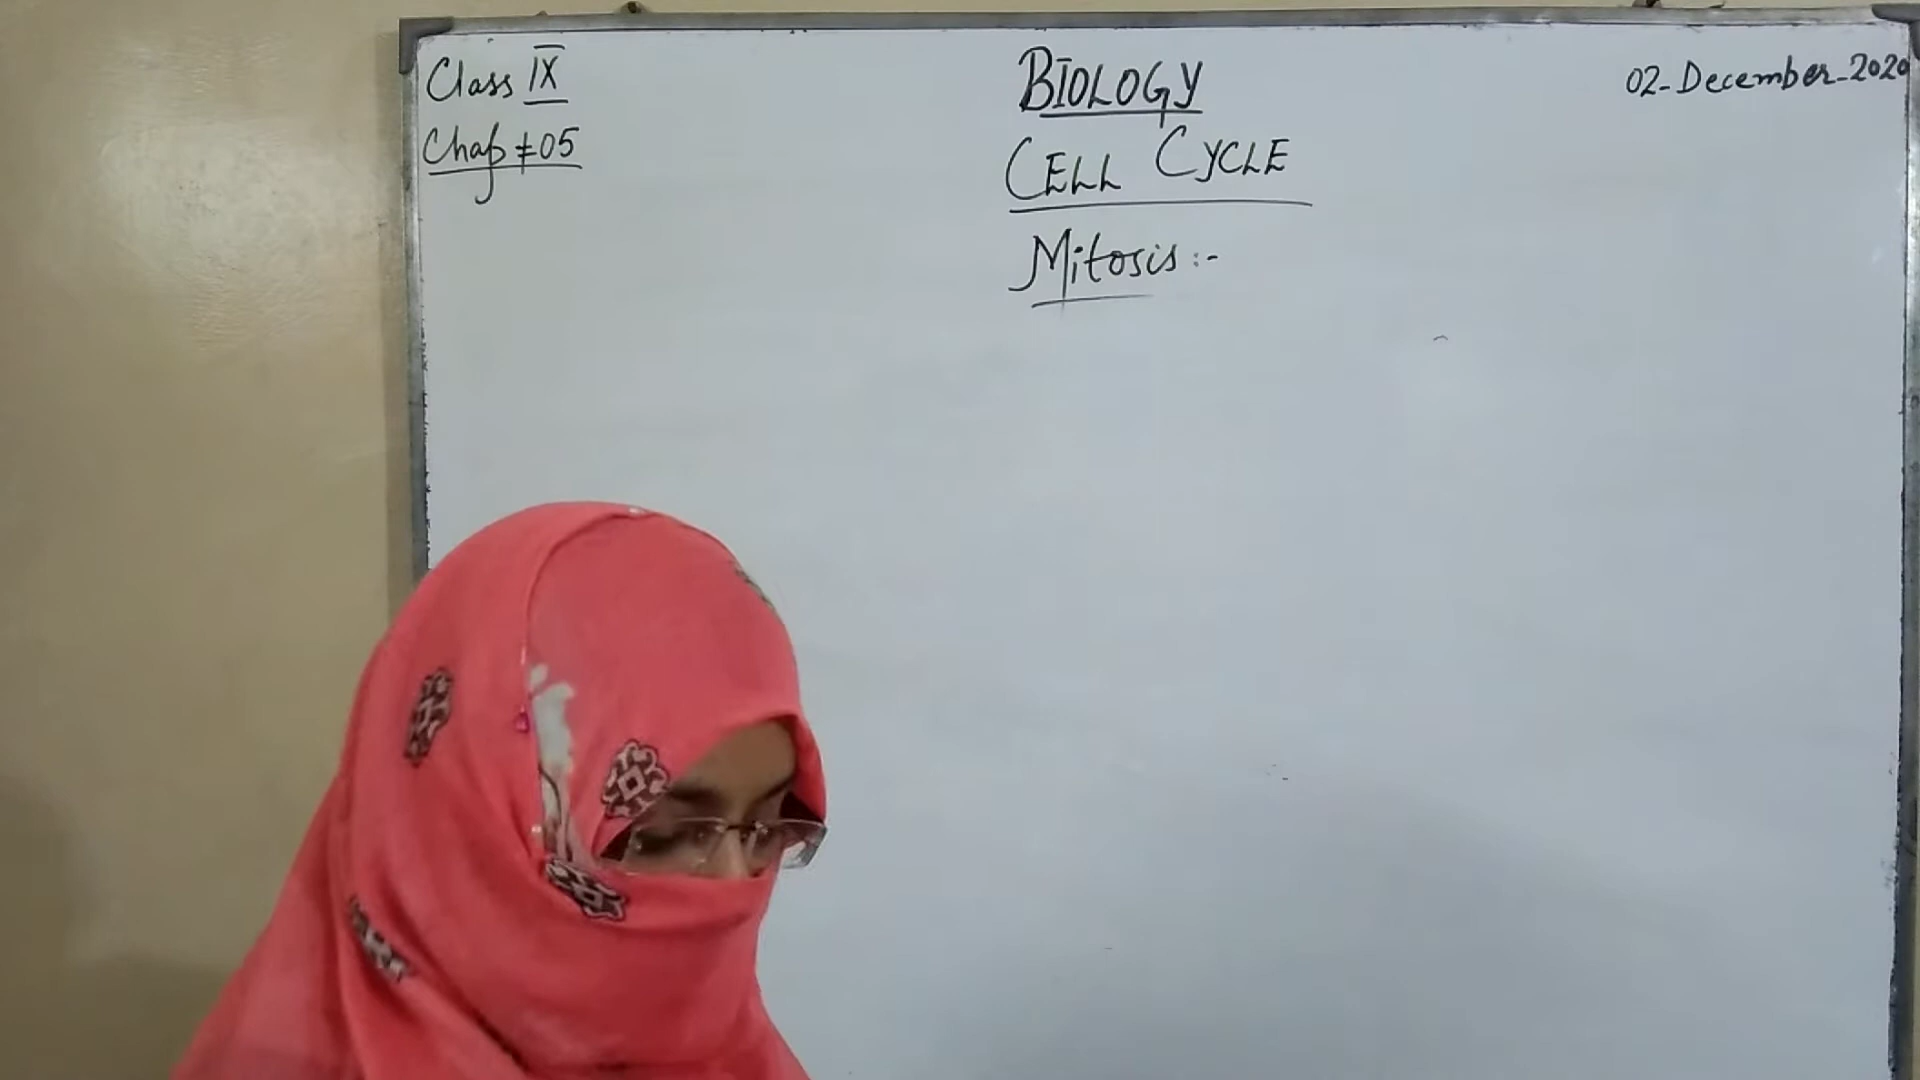 Class IX
Chap # 05
BIOLOGY
CELL CYCLE
Mitosis :-
02-December-2020